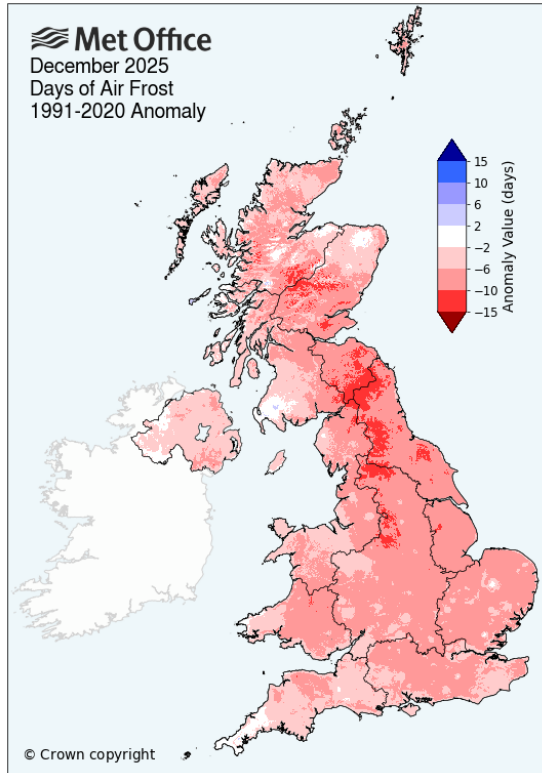 Met Office
December 2025
Days of Air Frost
1991-2020 Anomaly
15
10
6
2
−2
−6
−10
−15
Anomaly Value (days)
© Crown copyright